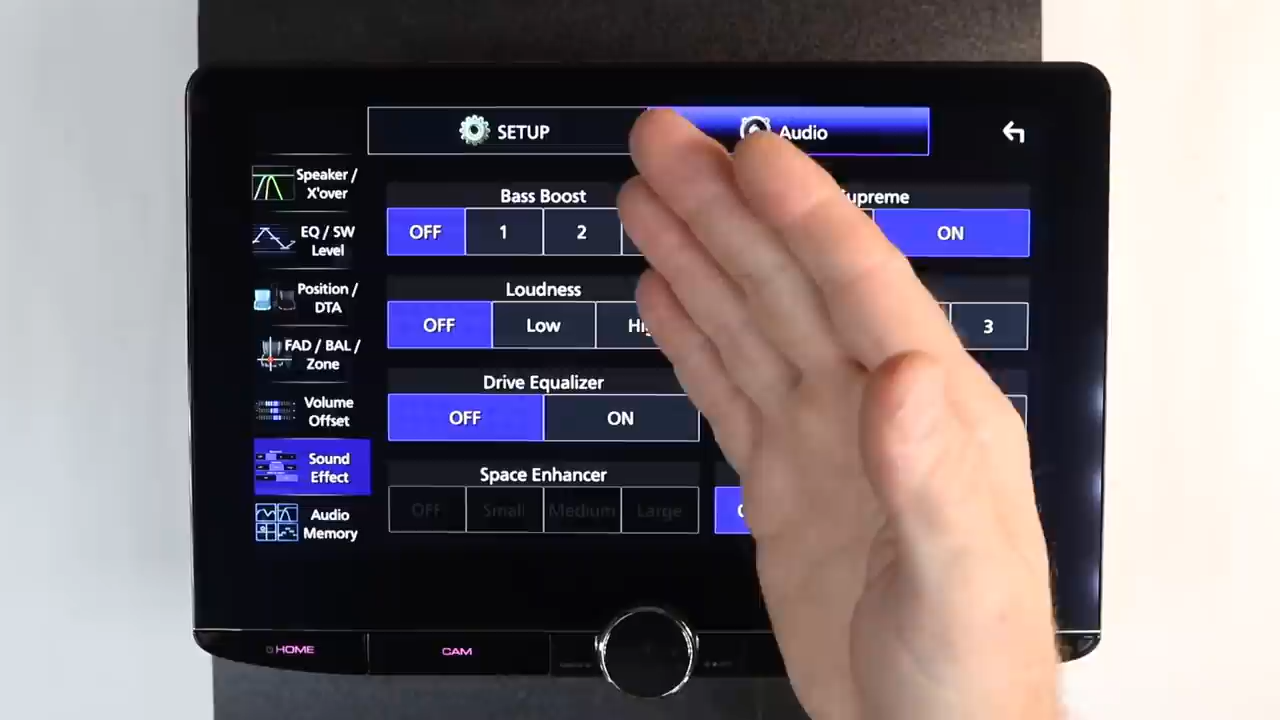 SETUP
Audio
Speaker /
X'over
EQ / SW
Level
Position /
DTA
FAD / BAL /
Zone
Volume
Offset
Sound
Effect
Audio
Memory
Bass Boost
OFF
1
2
ON
Loudness
OFF
Low
3
Drive Equalizer
OFF
ON
Space Enhancer
OFF
Small
Medium
Large
HOME
CAM